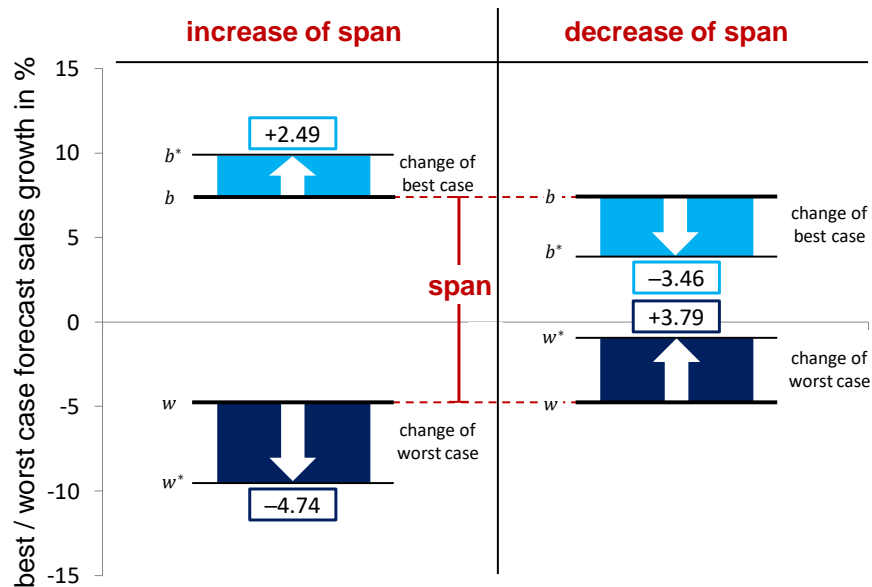 increase of span
decrease of span
best / worst case forecast sales growth in %
15
10
5
0
-5
-10
-15
+2.49
b*
b
change of
best case
span
w
w*
change of
worst case
−4.74
b
b*
change of
best case
−3.46
+3.79
w*
w
change of
worst case